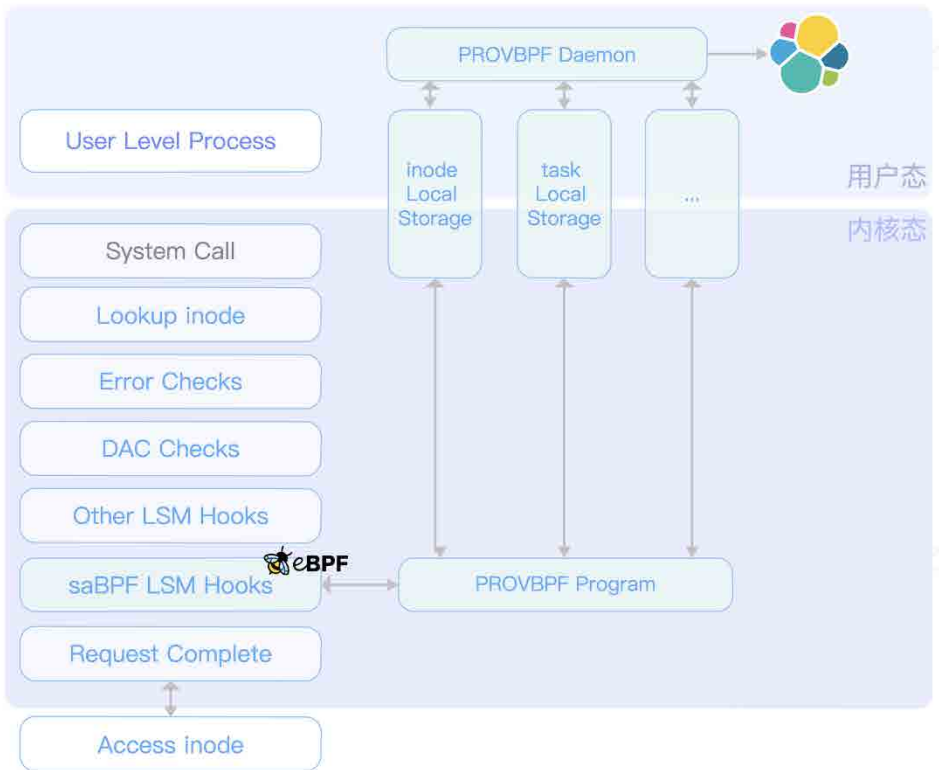 PROVBPF Daemon
User Level Process
inode
Local
Storage
task
Local
Storage
...
用户态
内核态
System Call
Lookup inode
Error Checks
DAC Checks
Other LSM Hooks
eBPF
saBPF LSM Hooks
PROVBPF Program
Request Complete
Access inode